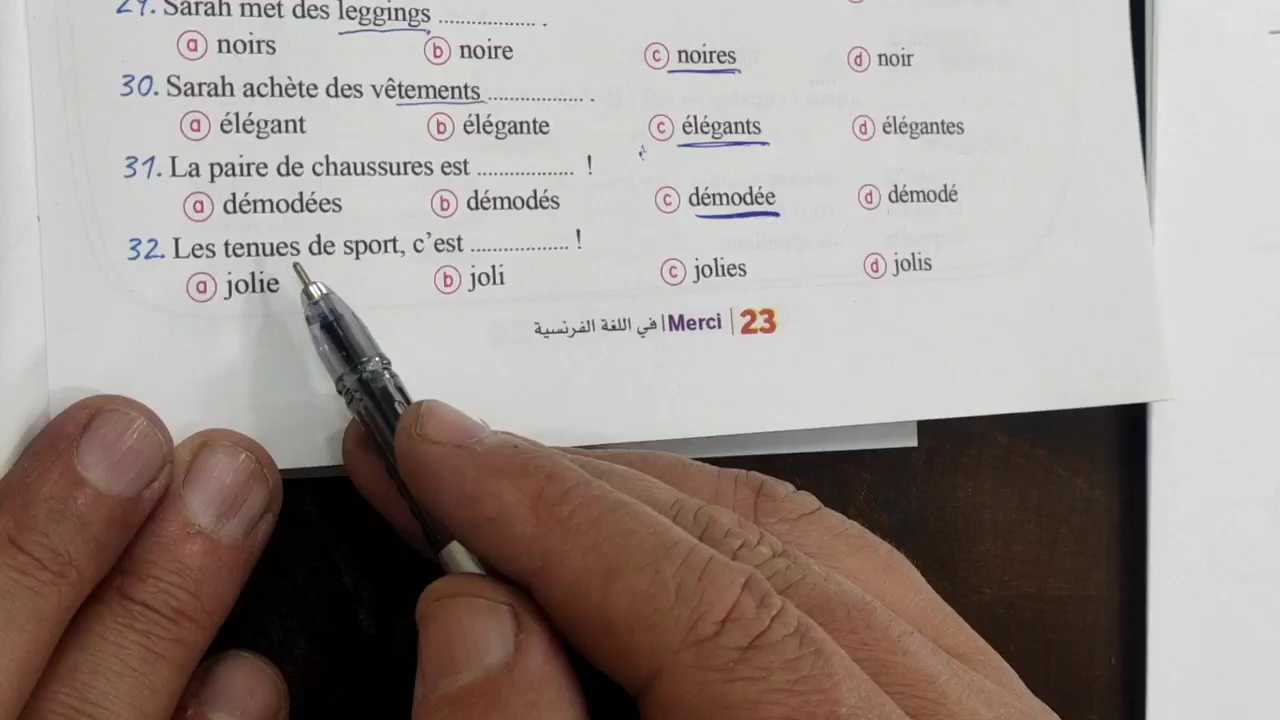 29. Sarah met des leggings .................. .
ⓐ noirs ⓑ noire ⓒ noires ⓓ noir
30. Sarah achète des vêtements .................. .
ⓐ élégant ⓑ élégante ⓒ élégants ⓓ élégantes
31. La paire de chaussures est .................. !
ⓐ démodées ⓑ démodés ⓒ démodée ⓓ démodé
32. Les tenues de sport, c'est .................. !
ⓐ jolie ⓑ joli ⓒ jolies ⓓ jolis
في اللغة الفرنسية | Merci | 23